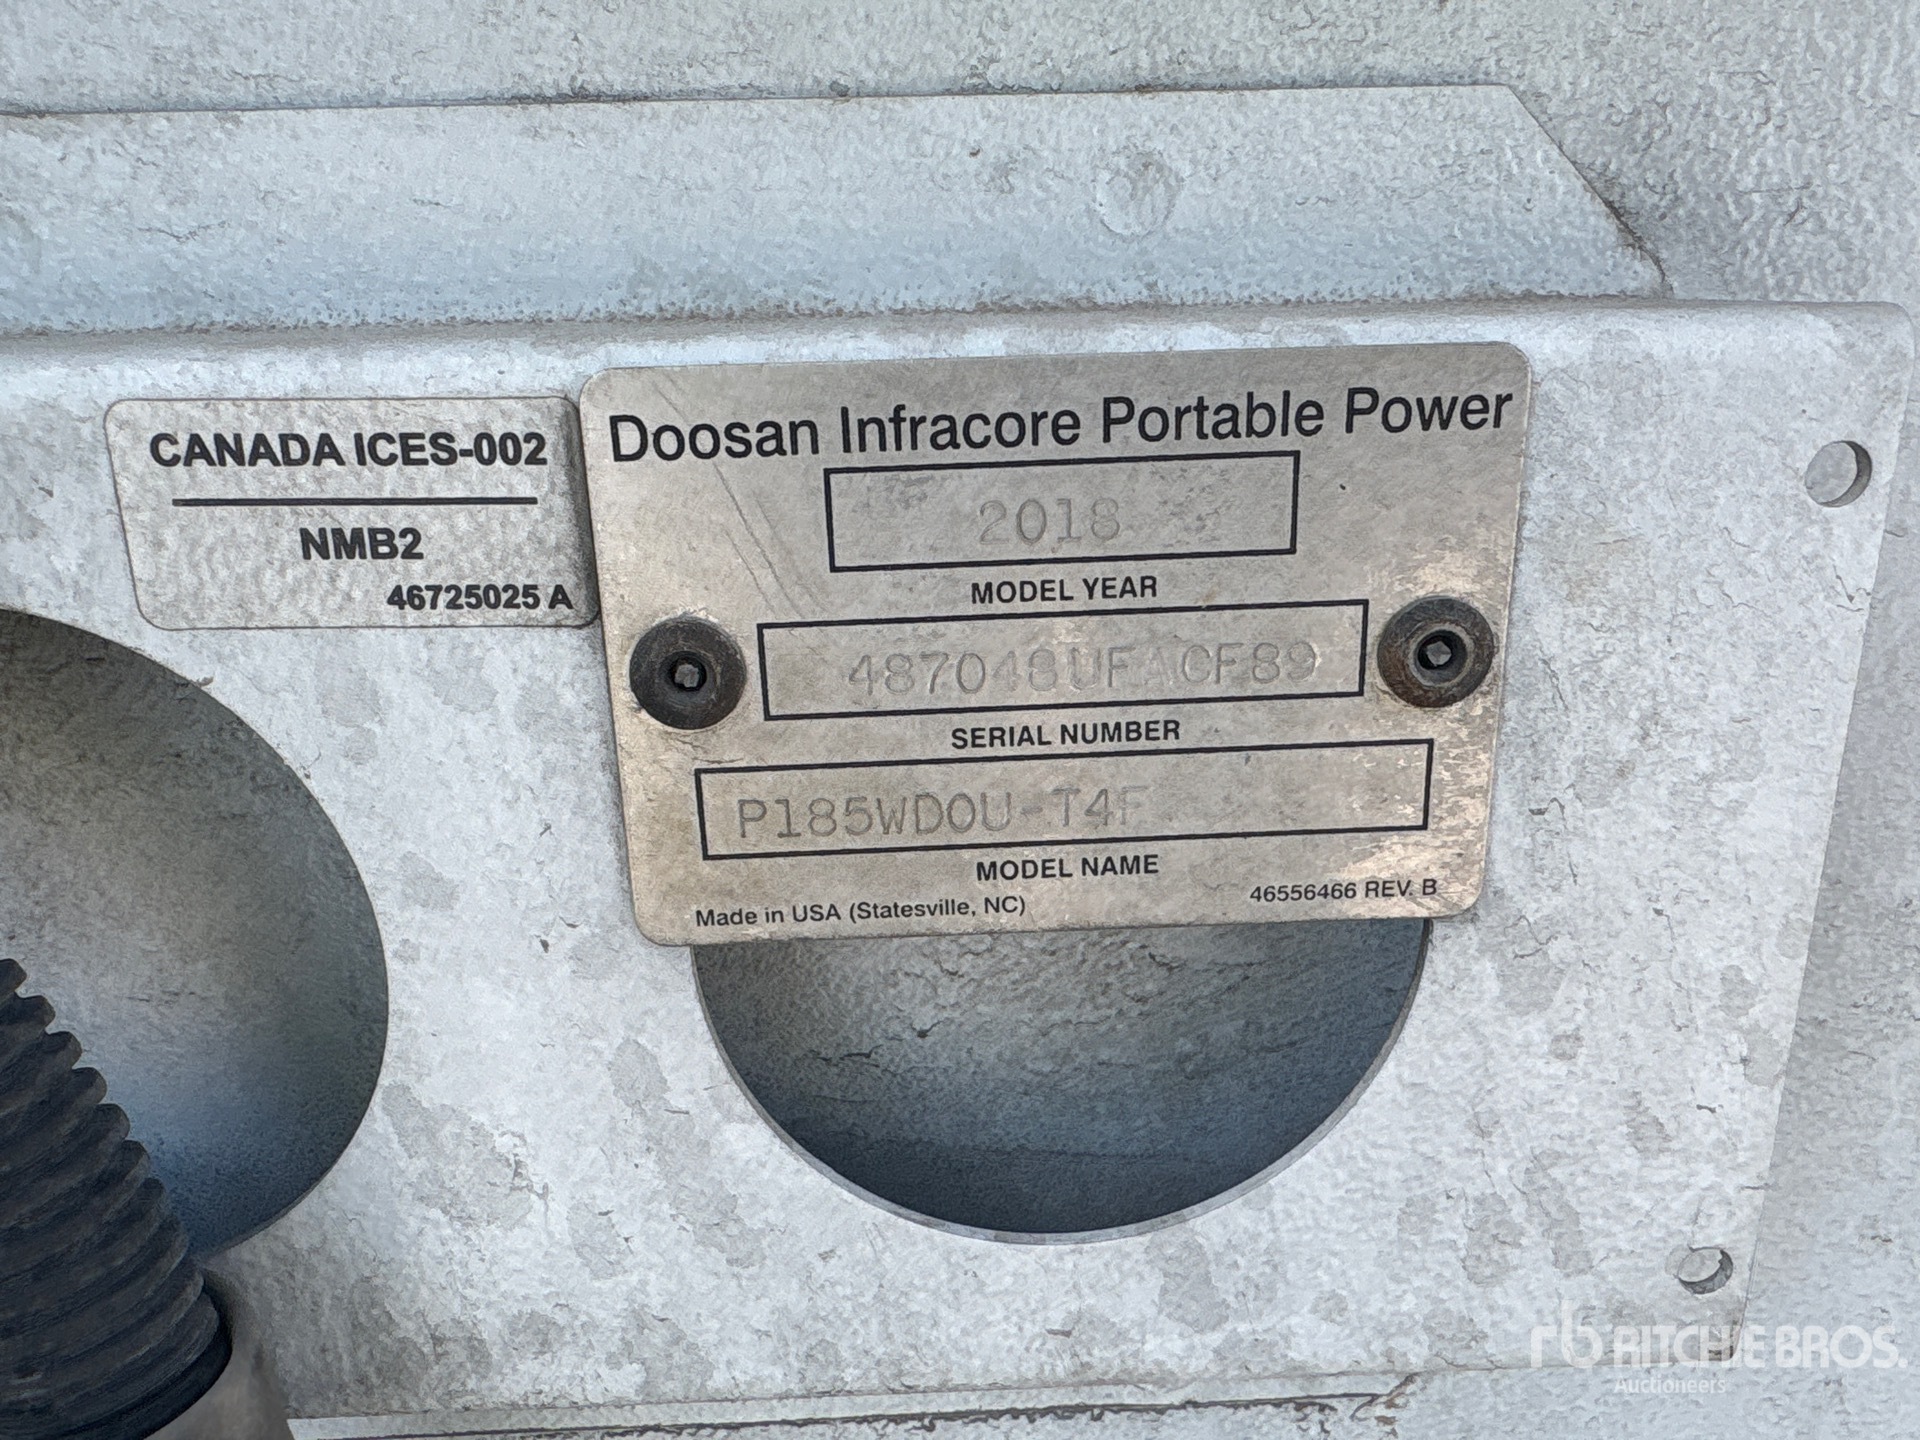 CANADA ICES-002
NMB2
46725025 A
Doosan Infracore Portable Power
2018
MODEL YEAR
487048UFACF89
SERIAL NUMBER
P185WDOU-T4F
MODEL NAME
Made in USA (Statesville, NC)
46556466 REV. B
rb RITCHIE BROS.
Auctioneers